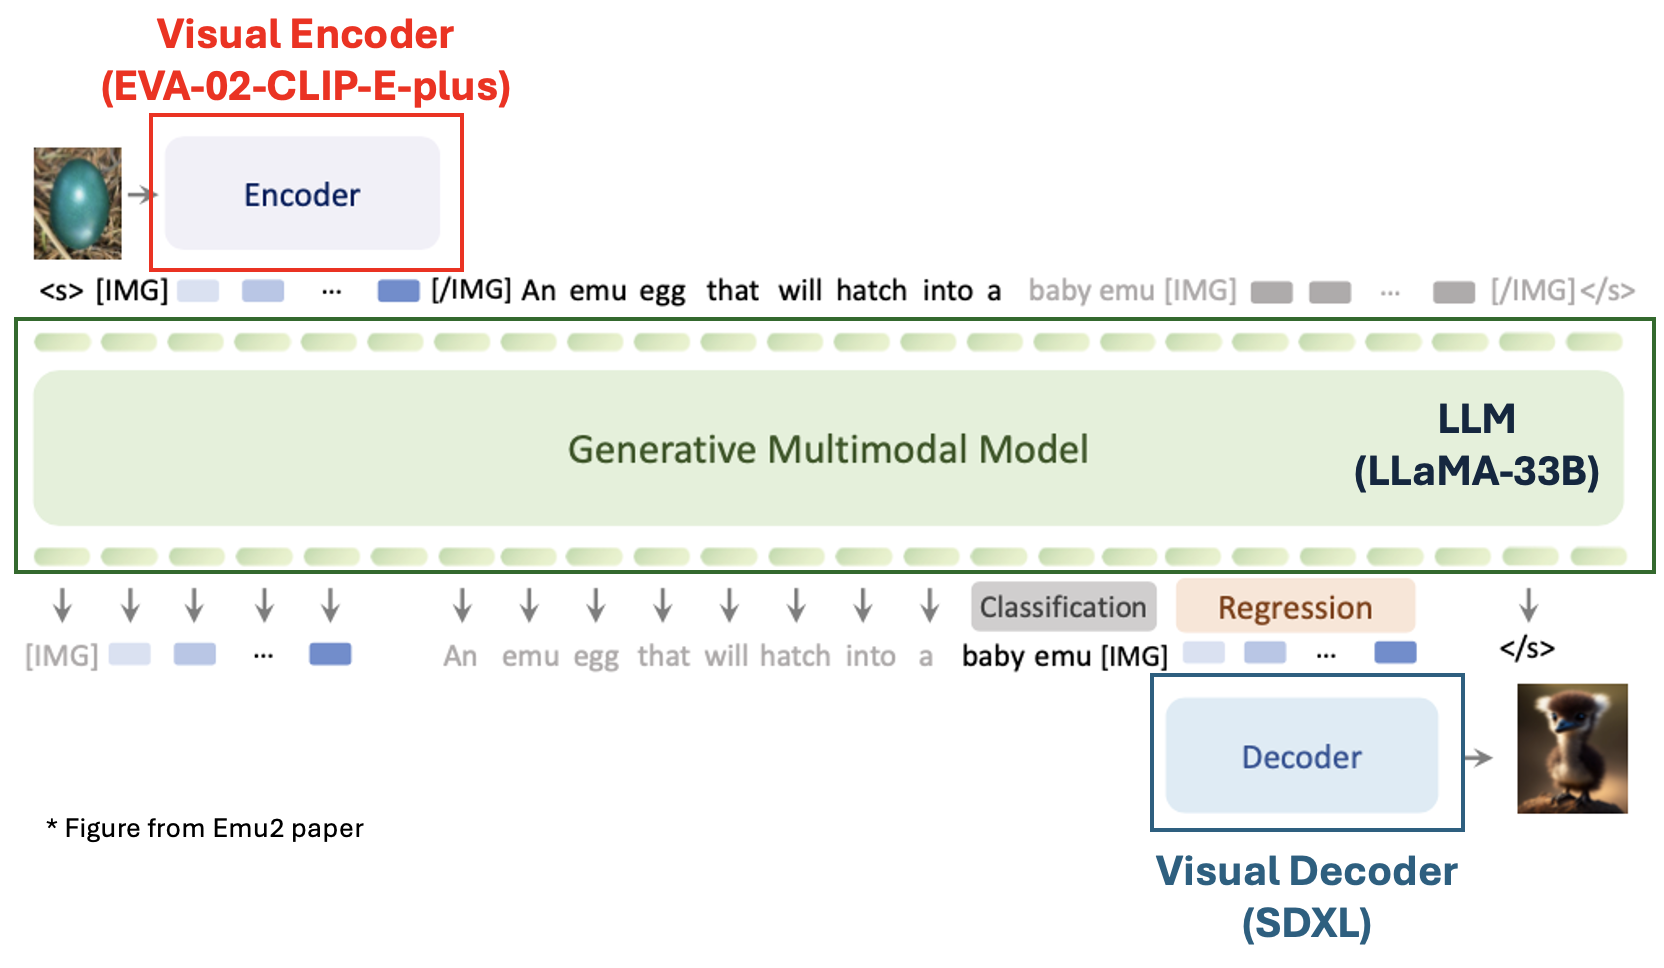 Visual Encoder
(EVA-02-CLIP-E-plus)
Encoder
<s> [IMG] ... [/IMG] An emu egg that will hatch into a baby emu [IMG] ... [/IMG] </s>
Generative Multimodal Model
LLM
(LLaMA-33B)
Classification
Regression
[IMG] ... An emu egg that will hatch into a baby emu [IMG] ... </s>
Decoder
* Figure from Emu2 paper
Visual Decoder
(SDXL)